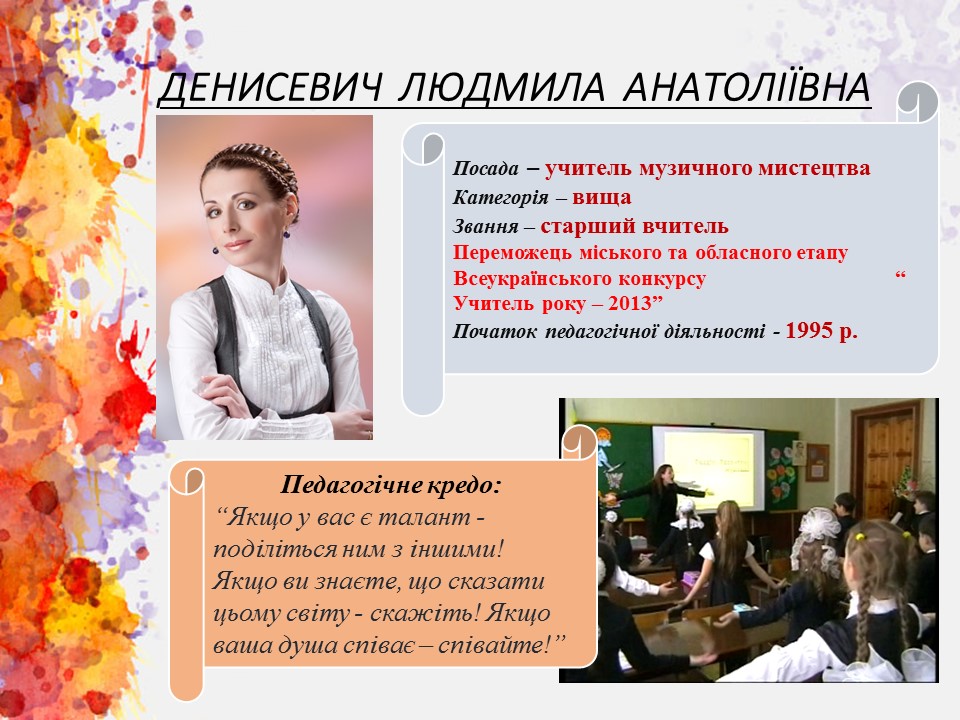 ДЕНИСЕВИЧ ЛЮДМИЛА АНАТОЛІЇВНА
Посада – учитель музичного мистецтва
Категорія – вища
Звання – старший вчитель
Переможець міського та обласного етапу
Всеукраїнського конкурсу “
Учитель року – 2013”
Початок педагогічної діяльності - 1995 р.
Педагогічне кредо:
“Якщо у вас є талант -
поділіться ним з іншими!
Якщо ви знаєте, що сказати
цьому світу - скажіть! Якщо
ваша душа співає – співайте!”